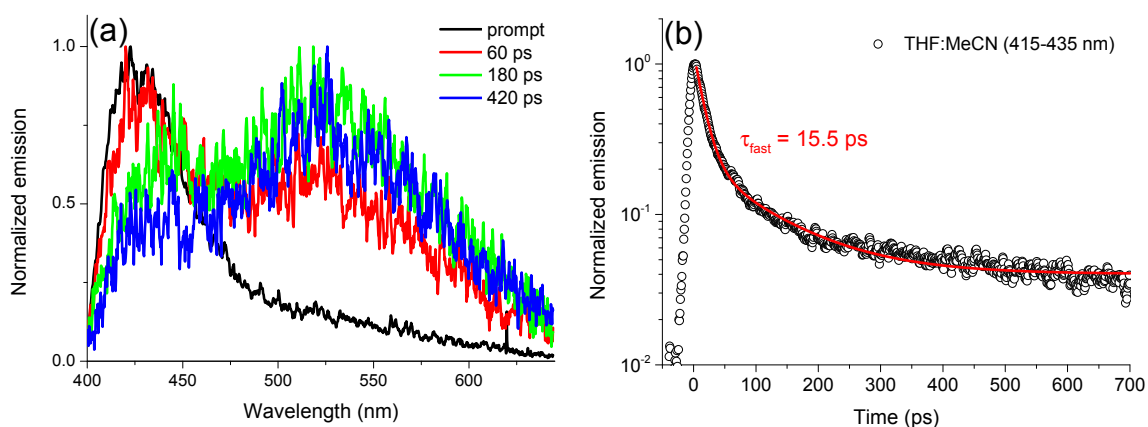 (a)
prompt
60 ps
180 ps
420 ps
1.0
0.5
0.0
Normalized emission
400
450
500
550
600
Wavelength (nm)
(b)
THF:MeCN (415-435 nm)
τfast = 15.5 ps
10^0
10^-1
10^-2
Normalized emission
0
100
200
300
400
500
600
700
Time (ps)